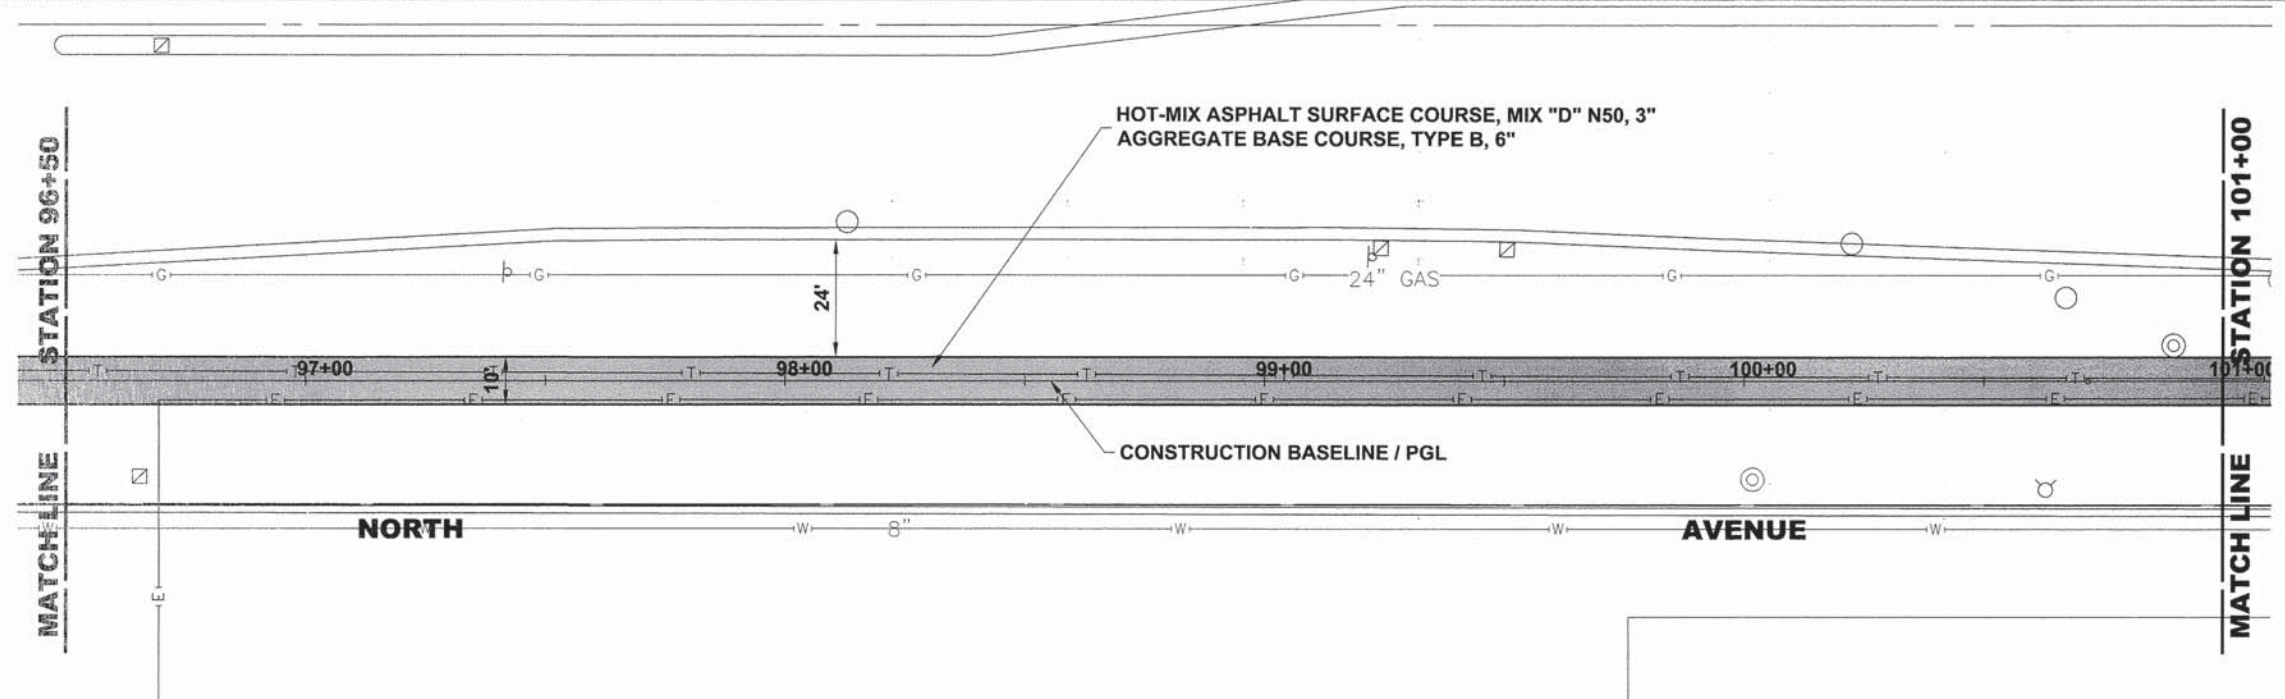 HOT-MIX ASPHALT SURFACE COURSE, MIX "D" N50, 3"
AGGREGATE BASE COURSE, TYPE B, 6"
STATION 96+50
STATION 101+00
G
G
G
G
24" GAS
G
G
24'
97+00
98+00
99+00
100+00
101+00
T
T
T
T
T
T
T
T
T
T
10'
E
E
E
E
E
E
E
E
E
E
E
CONSTRUCTION BASELINE / PGL
MATCH LINE
MATCH LINE
W
W
W
8"
W
W
W
NORTH
AVENUE
E